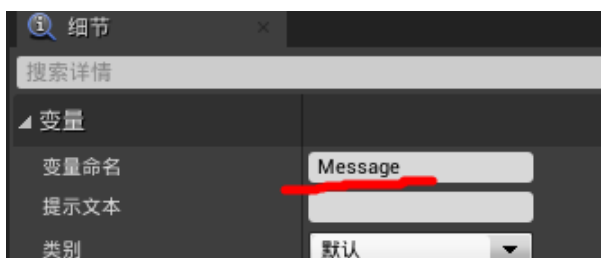 细节
搜索详情
变量
变量命名 Message
提示文本
类别 默认